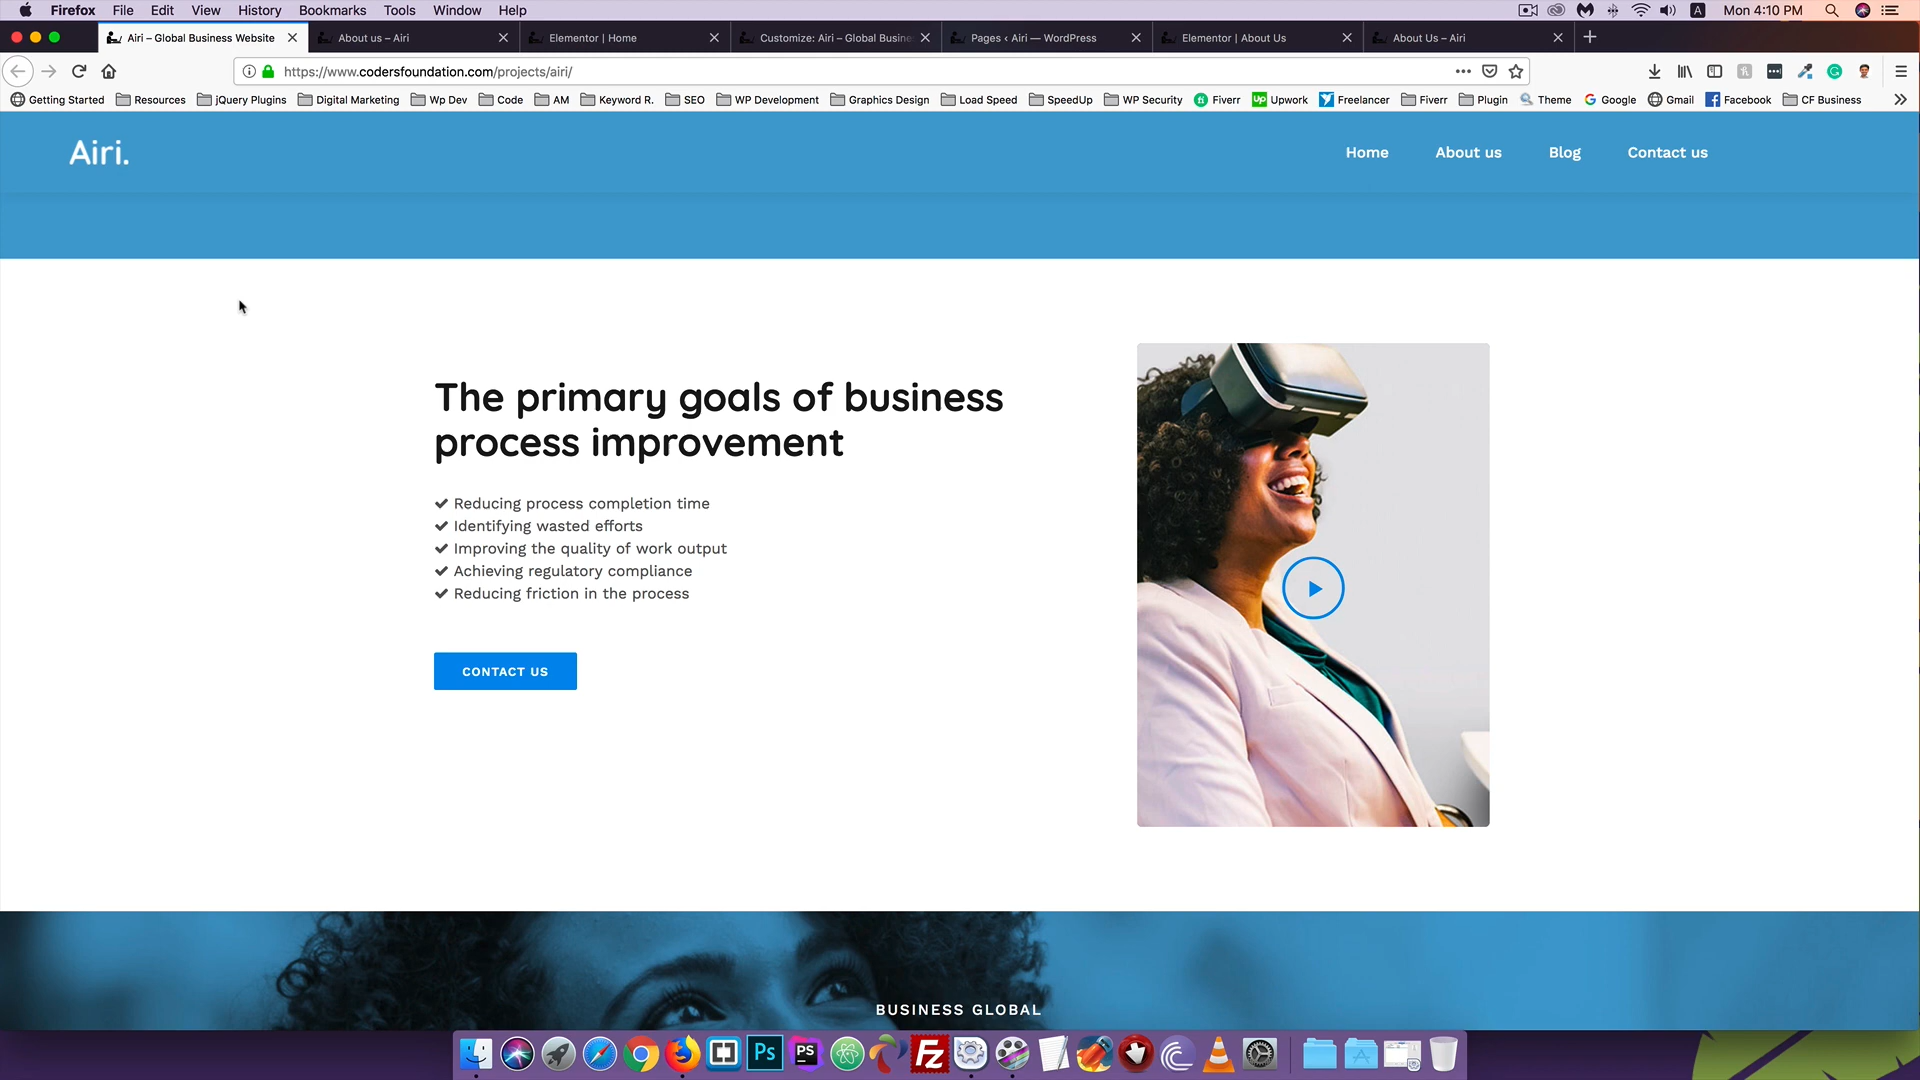 Firefox File Edit View History Bookmarks Tools Window Help A Mon 4:10 PM
Airi – Global Business Website About us – Airi Elementor | Home Customize: Airi – Global Busine Pages ‹ Airi — WordPress Elementor | About Us About Us – Airi
https://www.codersfoundation.com/projects/airi/
Getting Started Resources jQuery Plugins Digital Marketing Wp Dev Code AM Keyword R. SEO WP Development Graphics Design Load Speed SpeedUp WP Security Fiverr Upwork Freelancer Fiverr Plugin Theme Google Gmail Facebook CF Business
Airi. Home About us Blog Contact us
The primary goals of business
process improvement
Reducing process completion time
Identifying wasted efforts
Improving the quality of work output
Achieving regulatory compliance
Reducing friction in the process
CONTACT US
BUSINESS GLOBAL
Ps PS FZ